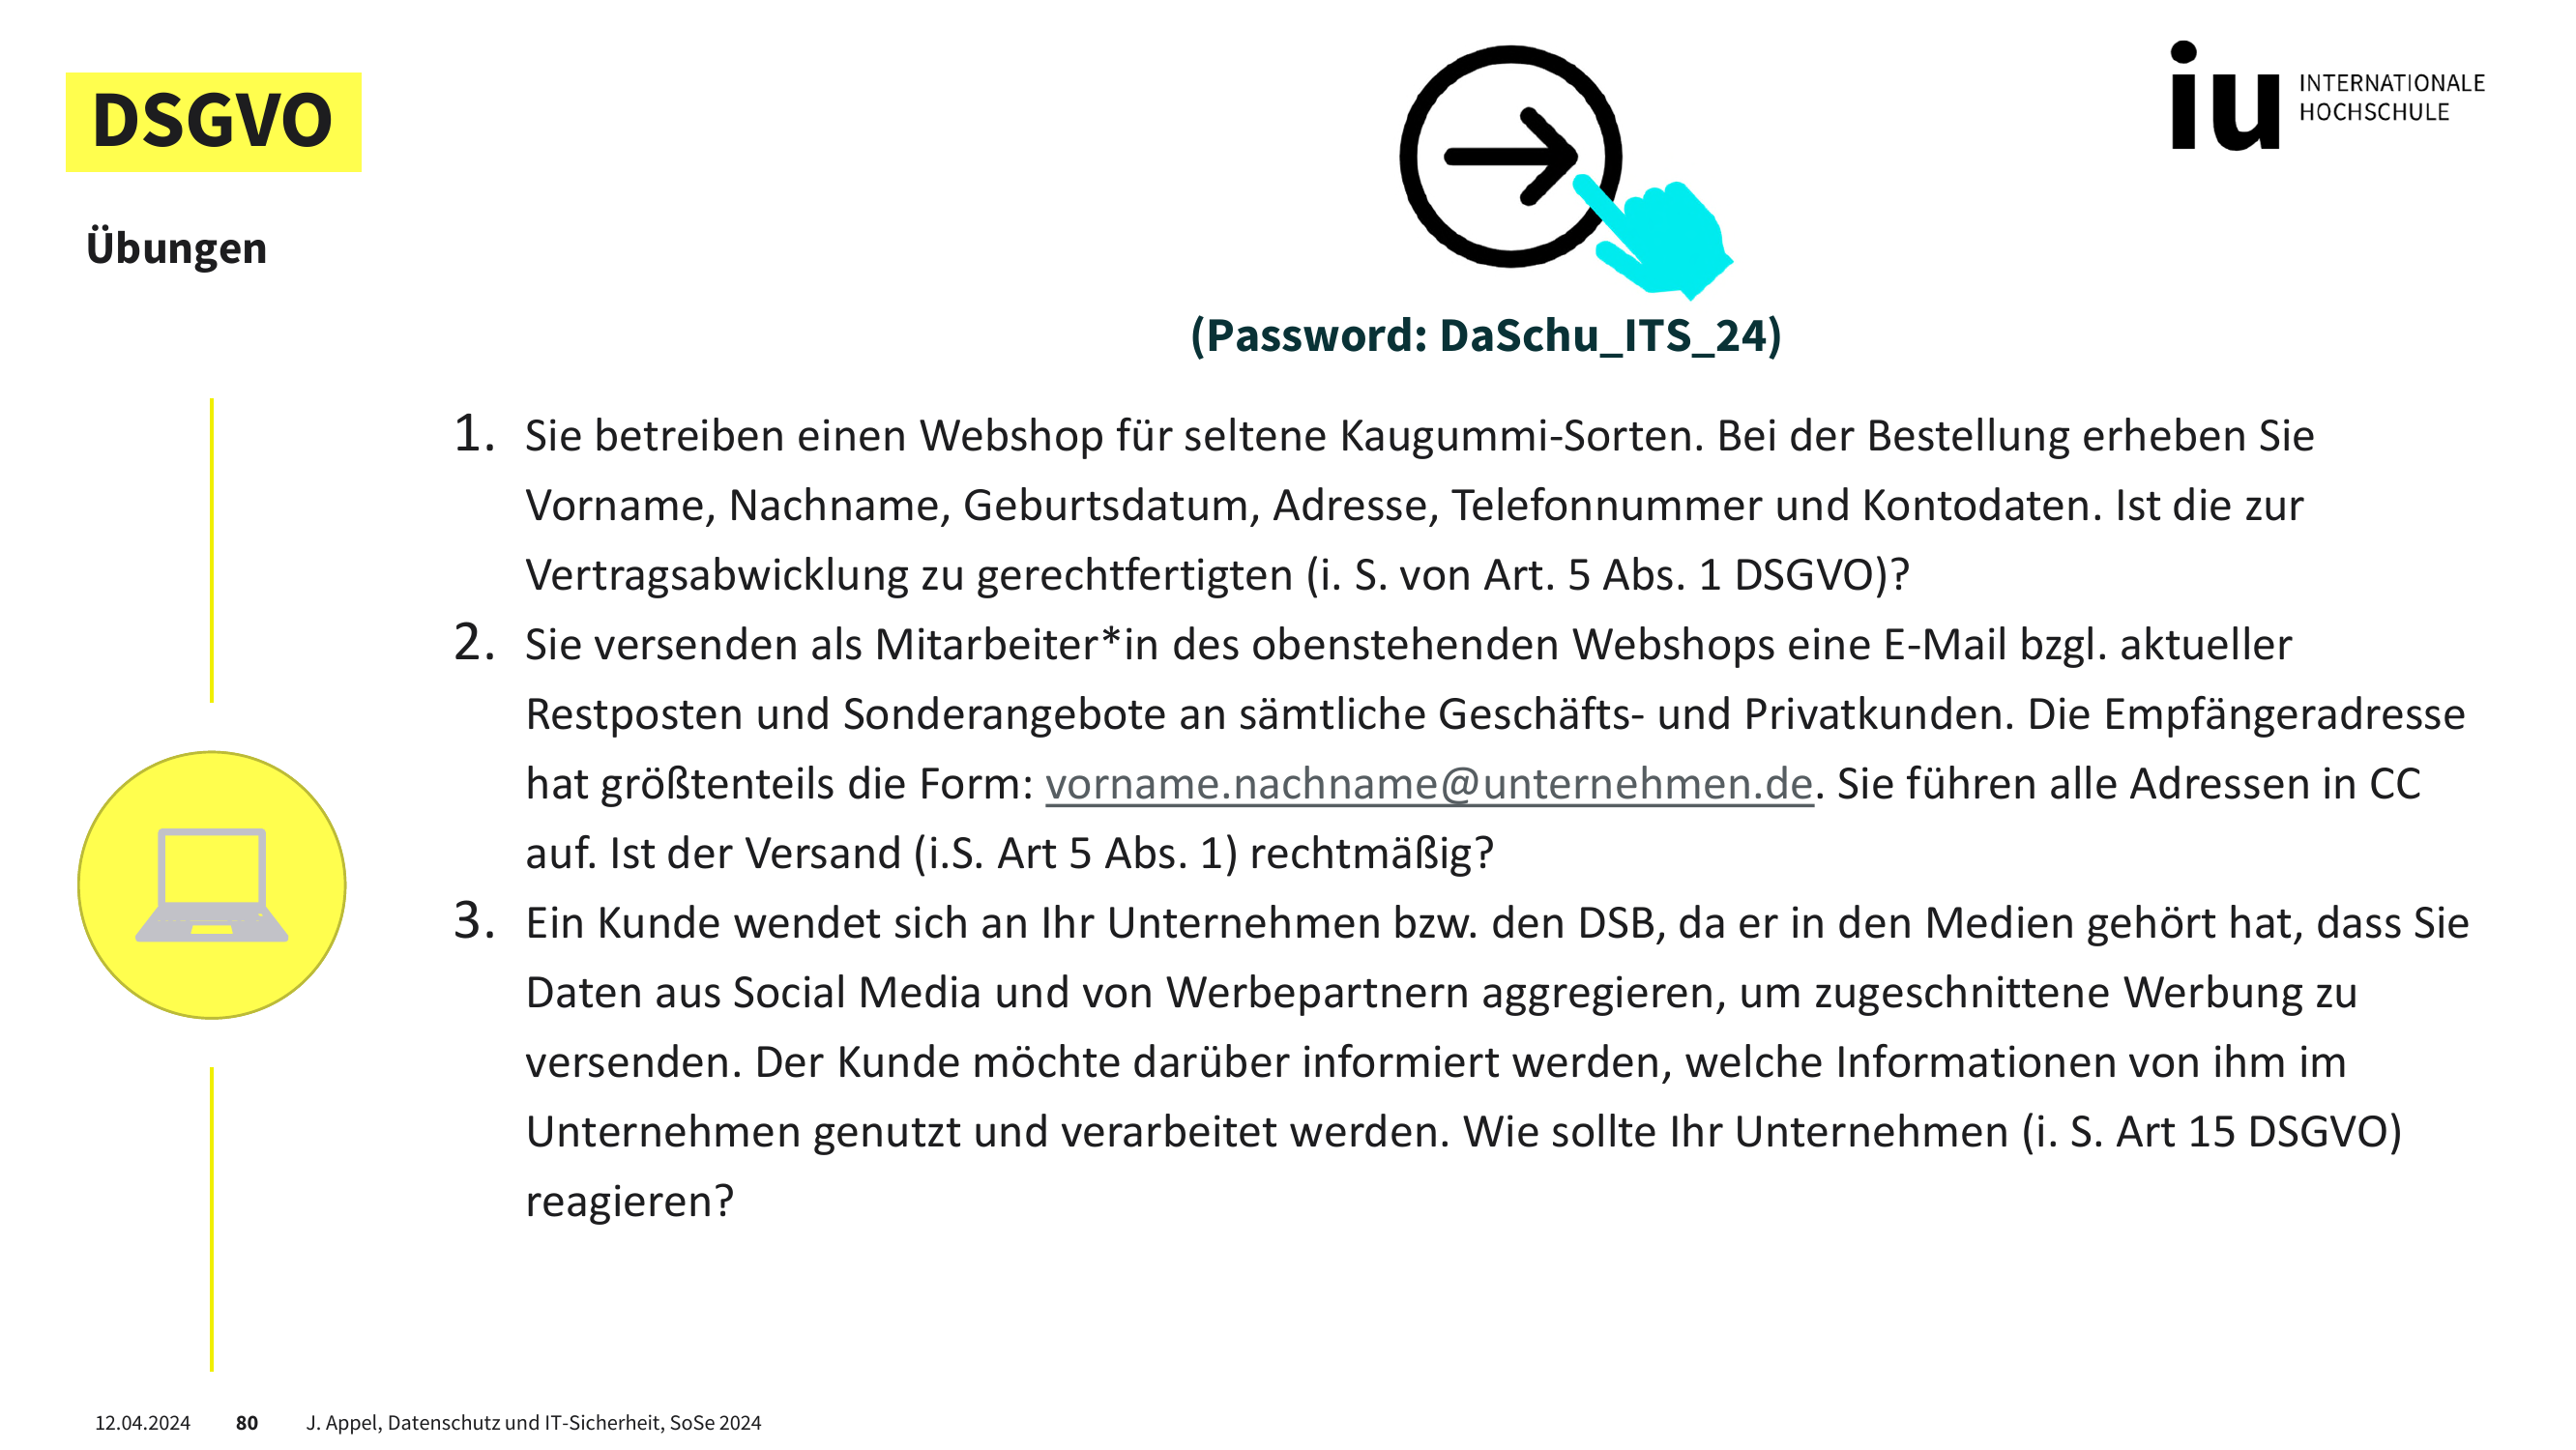 DSGVO
INTERNATIONALE
HOCHSCHULE
iu
Übungen
(Password: DaSchu_ITS_24)
1. Sie betreiben einen Webshop für seltene Kaugummi-Sorten. Bei der Bestellung erheben Sie
Vorname, Nachname, Geburtsdatum, Adresse, Telefonnummer und Kontodaten. Ist die zur
Vertragsabwicklung zu gerechtfertigten (i. S. von Art. 5 Abs. 1 DSGVO)?
2. Sie versenden als Mitarbeiter*in des obenstehenden Webshops eine E-Mail bzgl. aktueller
Restposten und Sonderangebote an sämtliche Geschäfts- und Privatkunden. Die Empfängeradresse
hat größtenteils die Form: vorname.nachname@unternehmen.de. Sie führen alle Adressen in CC
auf. Ist der Versand (i.S. Art 5 Abs. 1) rechtmäßig?
3. Ein Kunde wendet sich an Ihr Unternehmen bzw. den DSB, da er in den Medien gehört hat, dass Sie
Daten aus Social Media und von Werbepartnern aggregieren, um zugeschnittene Werbung zu
versenden. Der Kunde möchte darüber informiert werden, welche Informationen von ihm im
Unternehmen genutzt und verarbeitet werden. Wie sollte Ihr Unternehmen (i. S. Art 15 DSGVO)
reagieren?
12.04.2024 80 J. Appel, Datenschutz und IT-Sicherheit, SoSe 2024